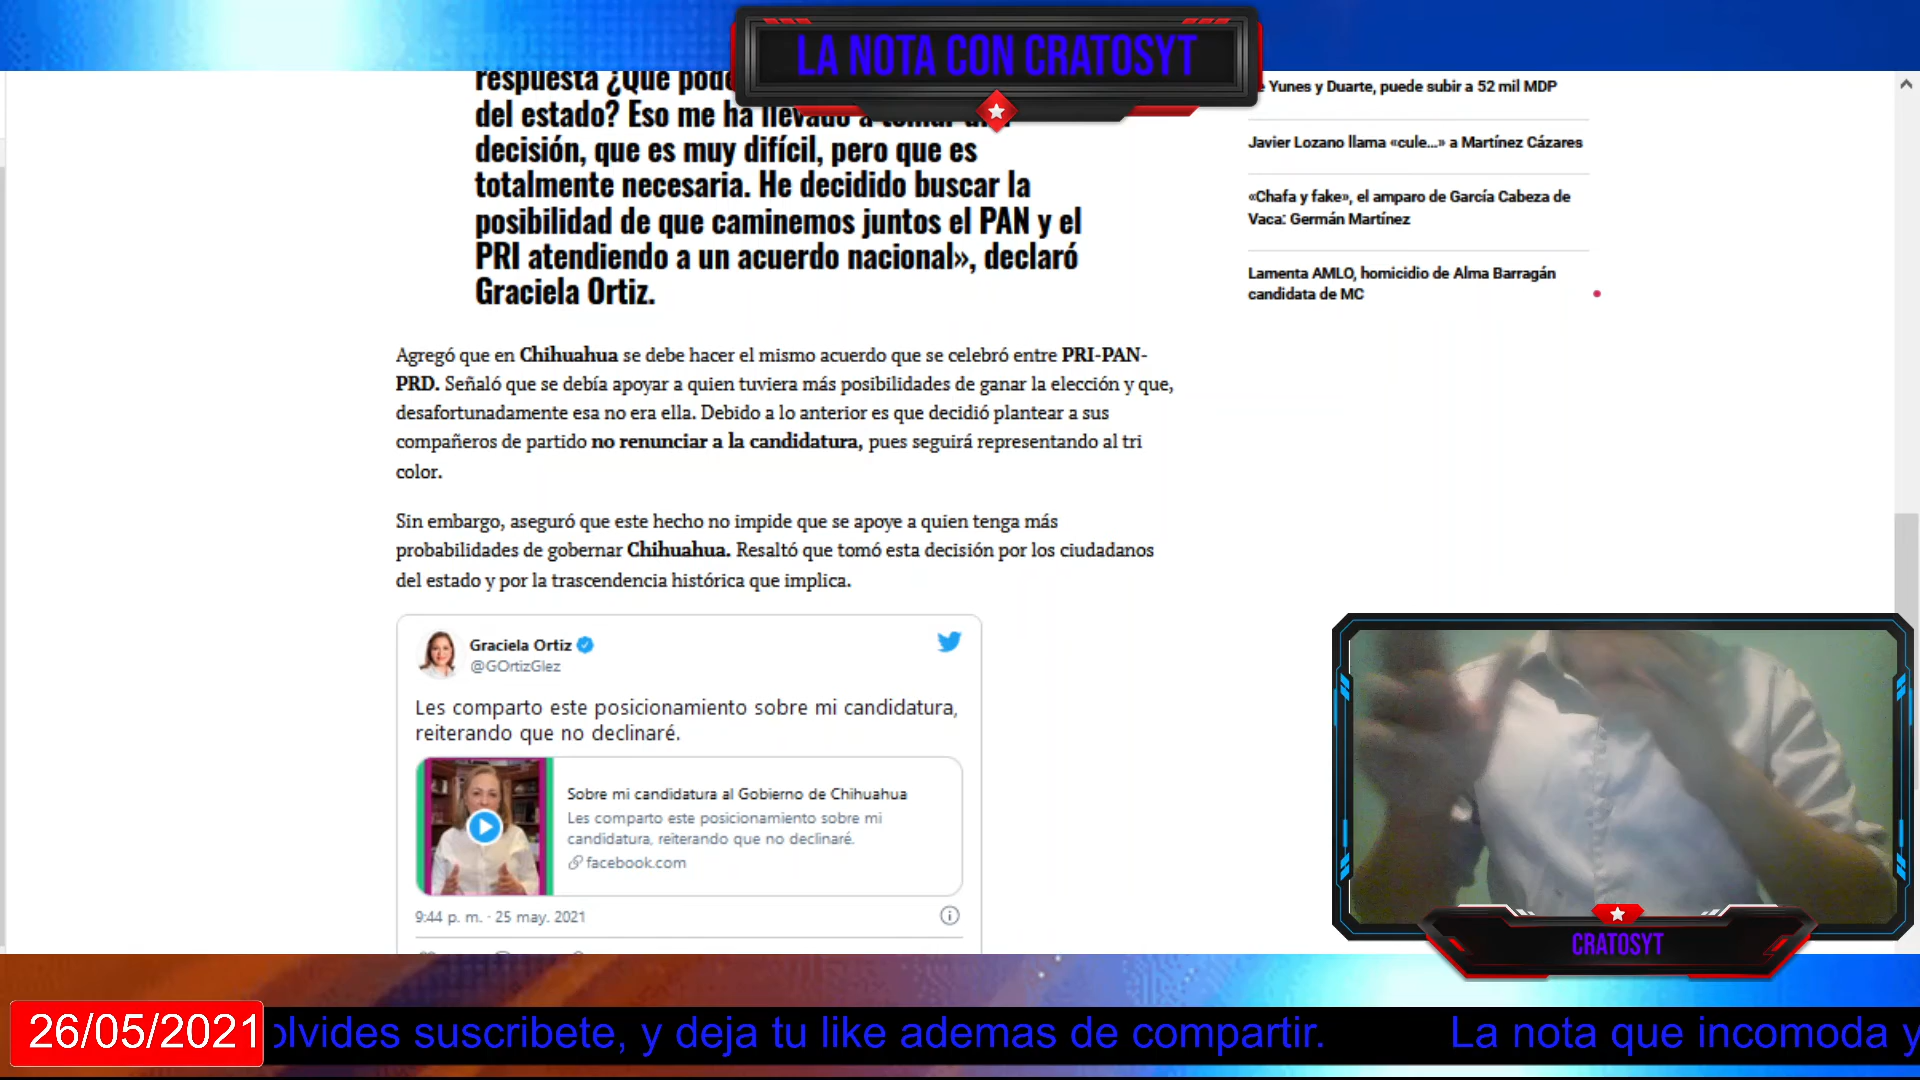 LA NOTA CON CRATOSYT
respuesta ¿Qué
del estado? Eso me ha llevado a tomar
decisión, que es muy difícil, pero que es
totalmente necesaria. He decidido buscar la
posibilidad de que caminemos juntos el PAN y el
PRI atendiendo a un acuerdo nacional», declaró
Graciela Ortiz.
Agregó que en Chihuahua se debe hacer el mismo acuerdo que se celebró entre PRI-PAN-
PRD. Señaló que se debía apoyar a quien tuviera más posibilidades de ganar la elección y que,
desafortunadamente esa no era ella. Debido a lo anterior es que decidió plantear a sus
compañeros de partido no renunciar a la candidatura, pues seguirá representando al tri
color.
Sin embargo, aseguró que este hecho no impide que se apoye a quien tenga más
probabilidades de gobernar Chihuahua. Resaltó que tomó esta decisión por los ciudadanos
del estado y por la trascendencia histórica que implica.
Graciela Ortiz
@GOrtizGlez
Les comparto este posicionamiento sobre mi candidatura,
reiterando que no declinaré.
Sobre mi candidatura al Gobierno de Chihuahua
Les comparto este posicionamiento sobre mi
candidatura, reiterando que no declinaré.
facebook.com
9:44 p. m. · 25 may. 2021
Yunes y Duarte, puede subir a 52 mil MDP
Javier Lozano llama «cule...» a Martínez Cázares
«Chafa y fake», el amparo de García Cabeza de
Vaca: Germán Martínez
Lamenta AMLO, homicidio de Alma Barragán
candidata de MC
CRATOSYT
26/05/2021
olvides suscribete, y deja tu like ademas de compartir. La nota que incomoda y